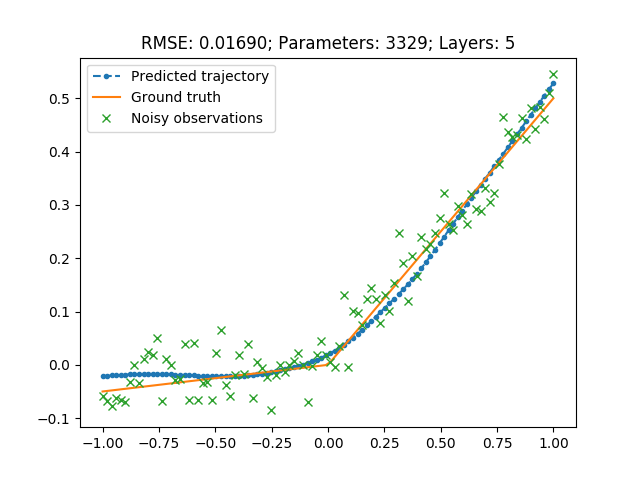 RMSE: 0.01690; Parameters: 3329; Layers: 5
Predicted trajectory
Ground truth
Noisy observations
0.5
0.4
0.3
0.2
0.1
0.0
−0.1
−1.00 −0.75 −0.50 −0.25 0.00 0.25 0.50 0.75 1.00